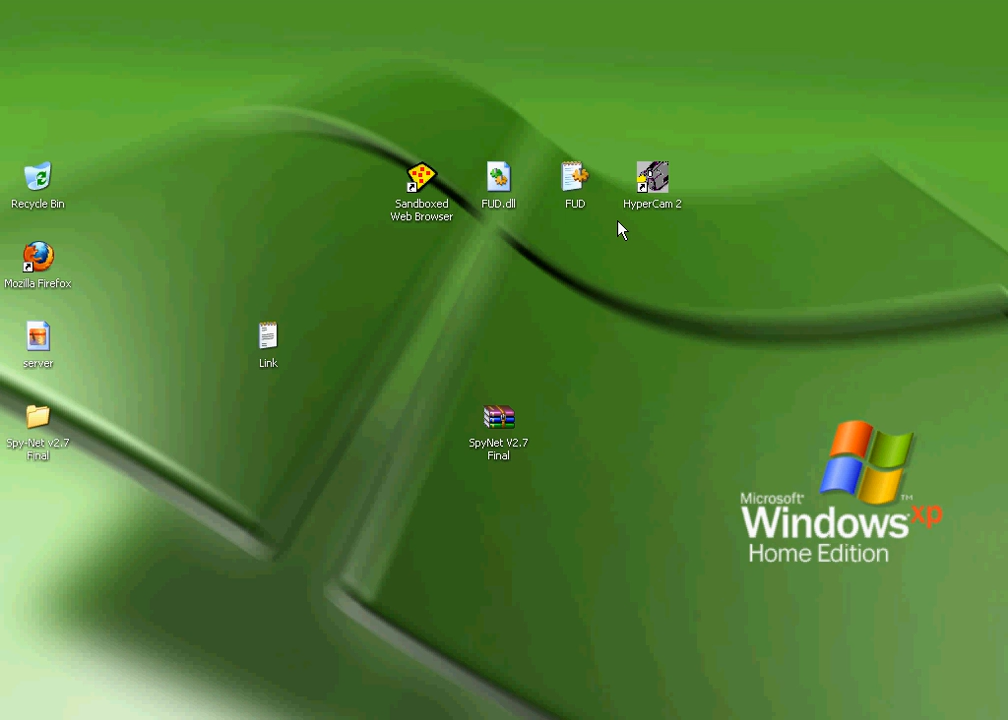 Recycle Bin
Sandboxed
Web Browser
FUD.dll
FUD
HyperCam 2
Mozilla Firefox
server
Link
Spy-Net v2.7
Final
SpyNet V2.7
Final
Microsoft®
Windows xp
TM
Home Edition